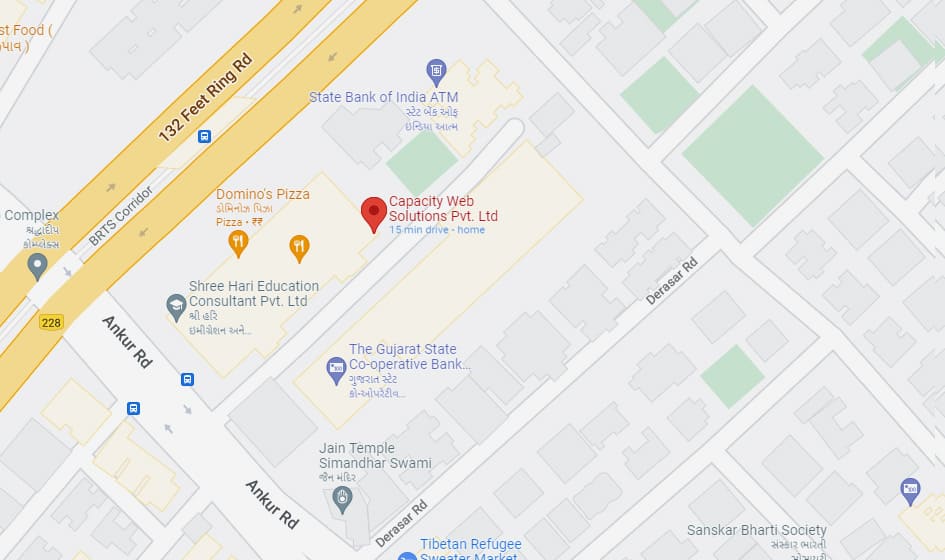 st Food (
પાવ )
132 Feet Ring Rd
State Bank of India ATM
સ્ટેટ બેંક ઓફ
ઇન્ડિયા આત્મ
BRTS Corridor
Domino's Pizza
ડોમિનોઝ પિઝા
Pizza • ₹₹
Capacity Web
Solutions Pvt. Ltd
15 min drive - home
Complex
શ્રદ્ધાદીપ
કોમ્પ્લેક્સ
Shree Hari Education
Consultant Pvt. Ltd
શ્રી હરિ
ઇમીગ્રેશન અને...
228
Ankur Rd
Derasar Rd
The Gujarat State
Co-operative Bank...
ગુજરાત સ્ટેટ
કો-ઓપરેટીવ...
Jain Temple
Simandhar Swami
જૈન મંદિર
Ankur Rd
Derasar Rd
Tibetan Refugee
Sweater Market
Sanskar Bharti Society
સંસ્કાર ભારતી
સોસાયટી